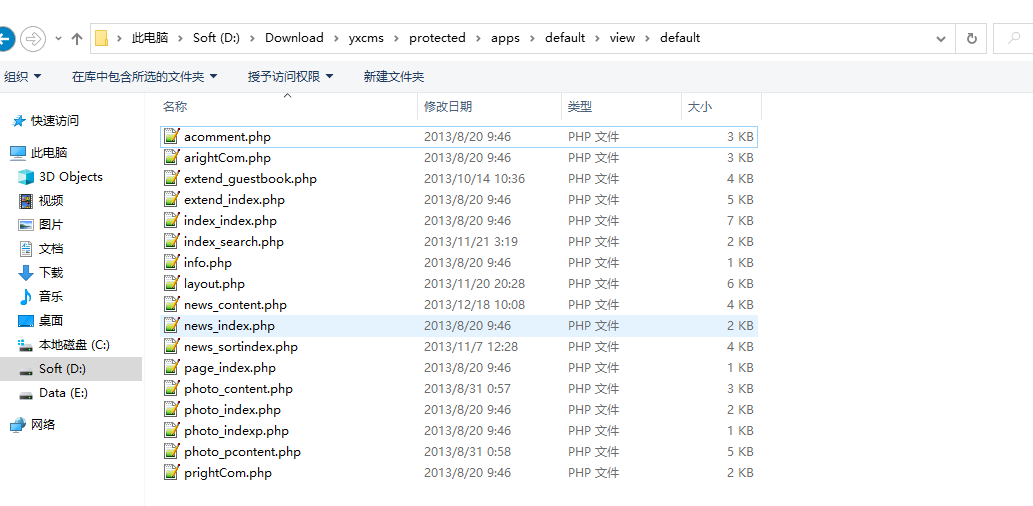 此电脑 > Soft (D:) > Download > yxcms > protected > apps > default > view > default
组织 在库中包含所选的文件夹 授予访问权限 新建文件夹
名称 修改日期 类型 大小
快速访问
此电脑
3D Objects
视频
图片
文档
下载
音乐
桌面
本地磁盘 (C:)
Soft (D:)
Data (E:)
网络
acomment.php 2013/8/20 9:46 PHP 文件 3 KB
arightCom.php 2013/8/20 9:46 PHP 文件 3 KB
extend_guestbook.php 2013/10/14 10:36 PHP 文件 4 KB
extend_index.php 2013/8/20 9:46 PHP 文件 5 KB
index_index.php 2013/8/20 9:46 PHP 文件 7 KB
index_search.php 2013/11/21 3:19 PHP 文件 2 KB
info.php 2013/8/20 9:46 PHP 文件 1 KB
layout.php 2013/11/20 20:28 PHP 文件 6 KB
news_content.php 2013/12/18 10:08 PHP 文件 4 KB
news_index.php 2013/8/20 9:46 PHP 文件 2 KB
news_sortindex.php 2013/11/7 12:28 PHP 文件 4 KB
page_index.php 2013/8/20 9:46 PHP 文件 1 KB
photo_content.php 2013/8/31 0:57 PHP 文件 3 KB
photo_index.php 2013/8/20 9:46 PHP 文件 2 KB
photo_indexp.php 2013/8/20 9:46 PHP 文件 1 KB
photo_pcontent.php 2013/8/31 0:58 PHP 文件 5 KB
prightCom.php 2013/8/20 9:46 PHP 文件 2 KB